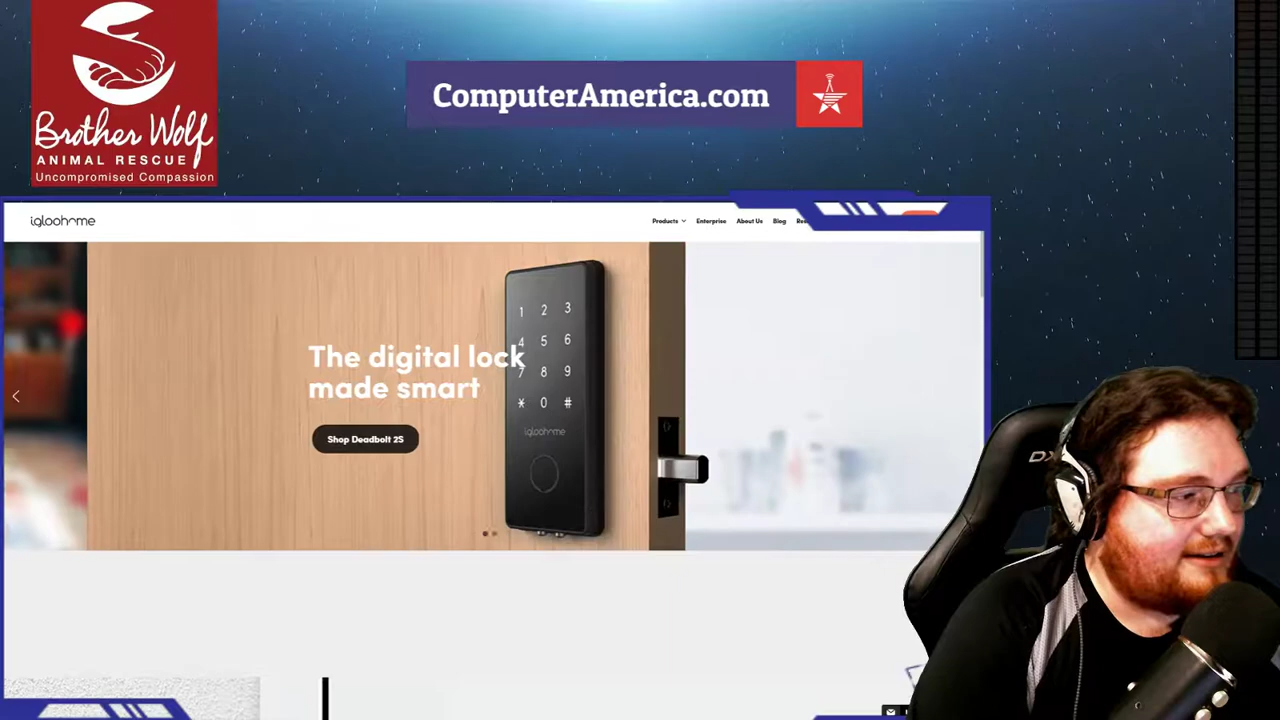 Brother Wolf
ANIMAL RESCUE
Uncompromised Compassion
ComputerAmerica.com
igloohome
Products
Enterprise
About Us
Blog
The digital lock
made smart
Shop Deadbolt 2S
1 2 3
4 5 6
7 8 9
* 0 #
igloohome
DX